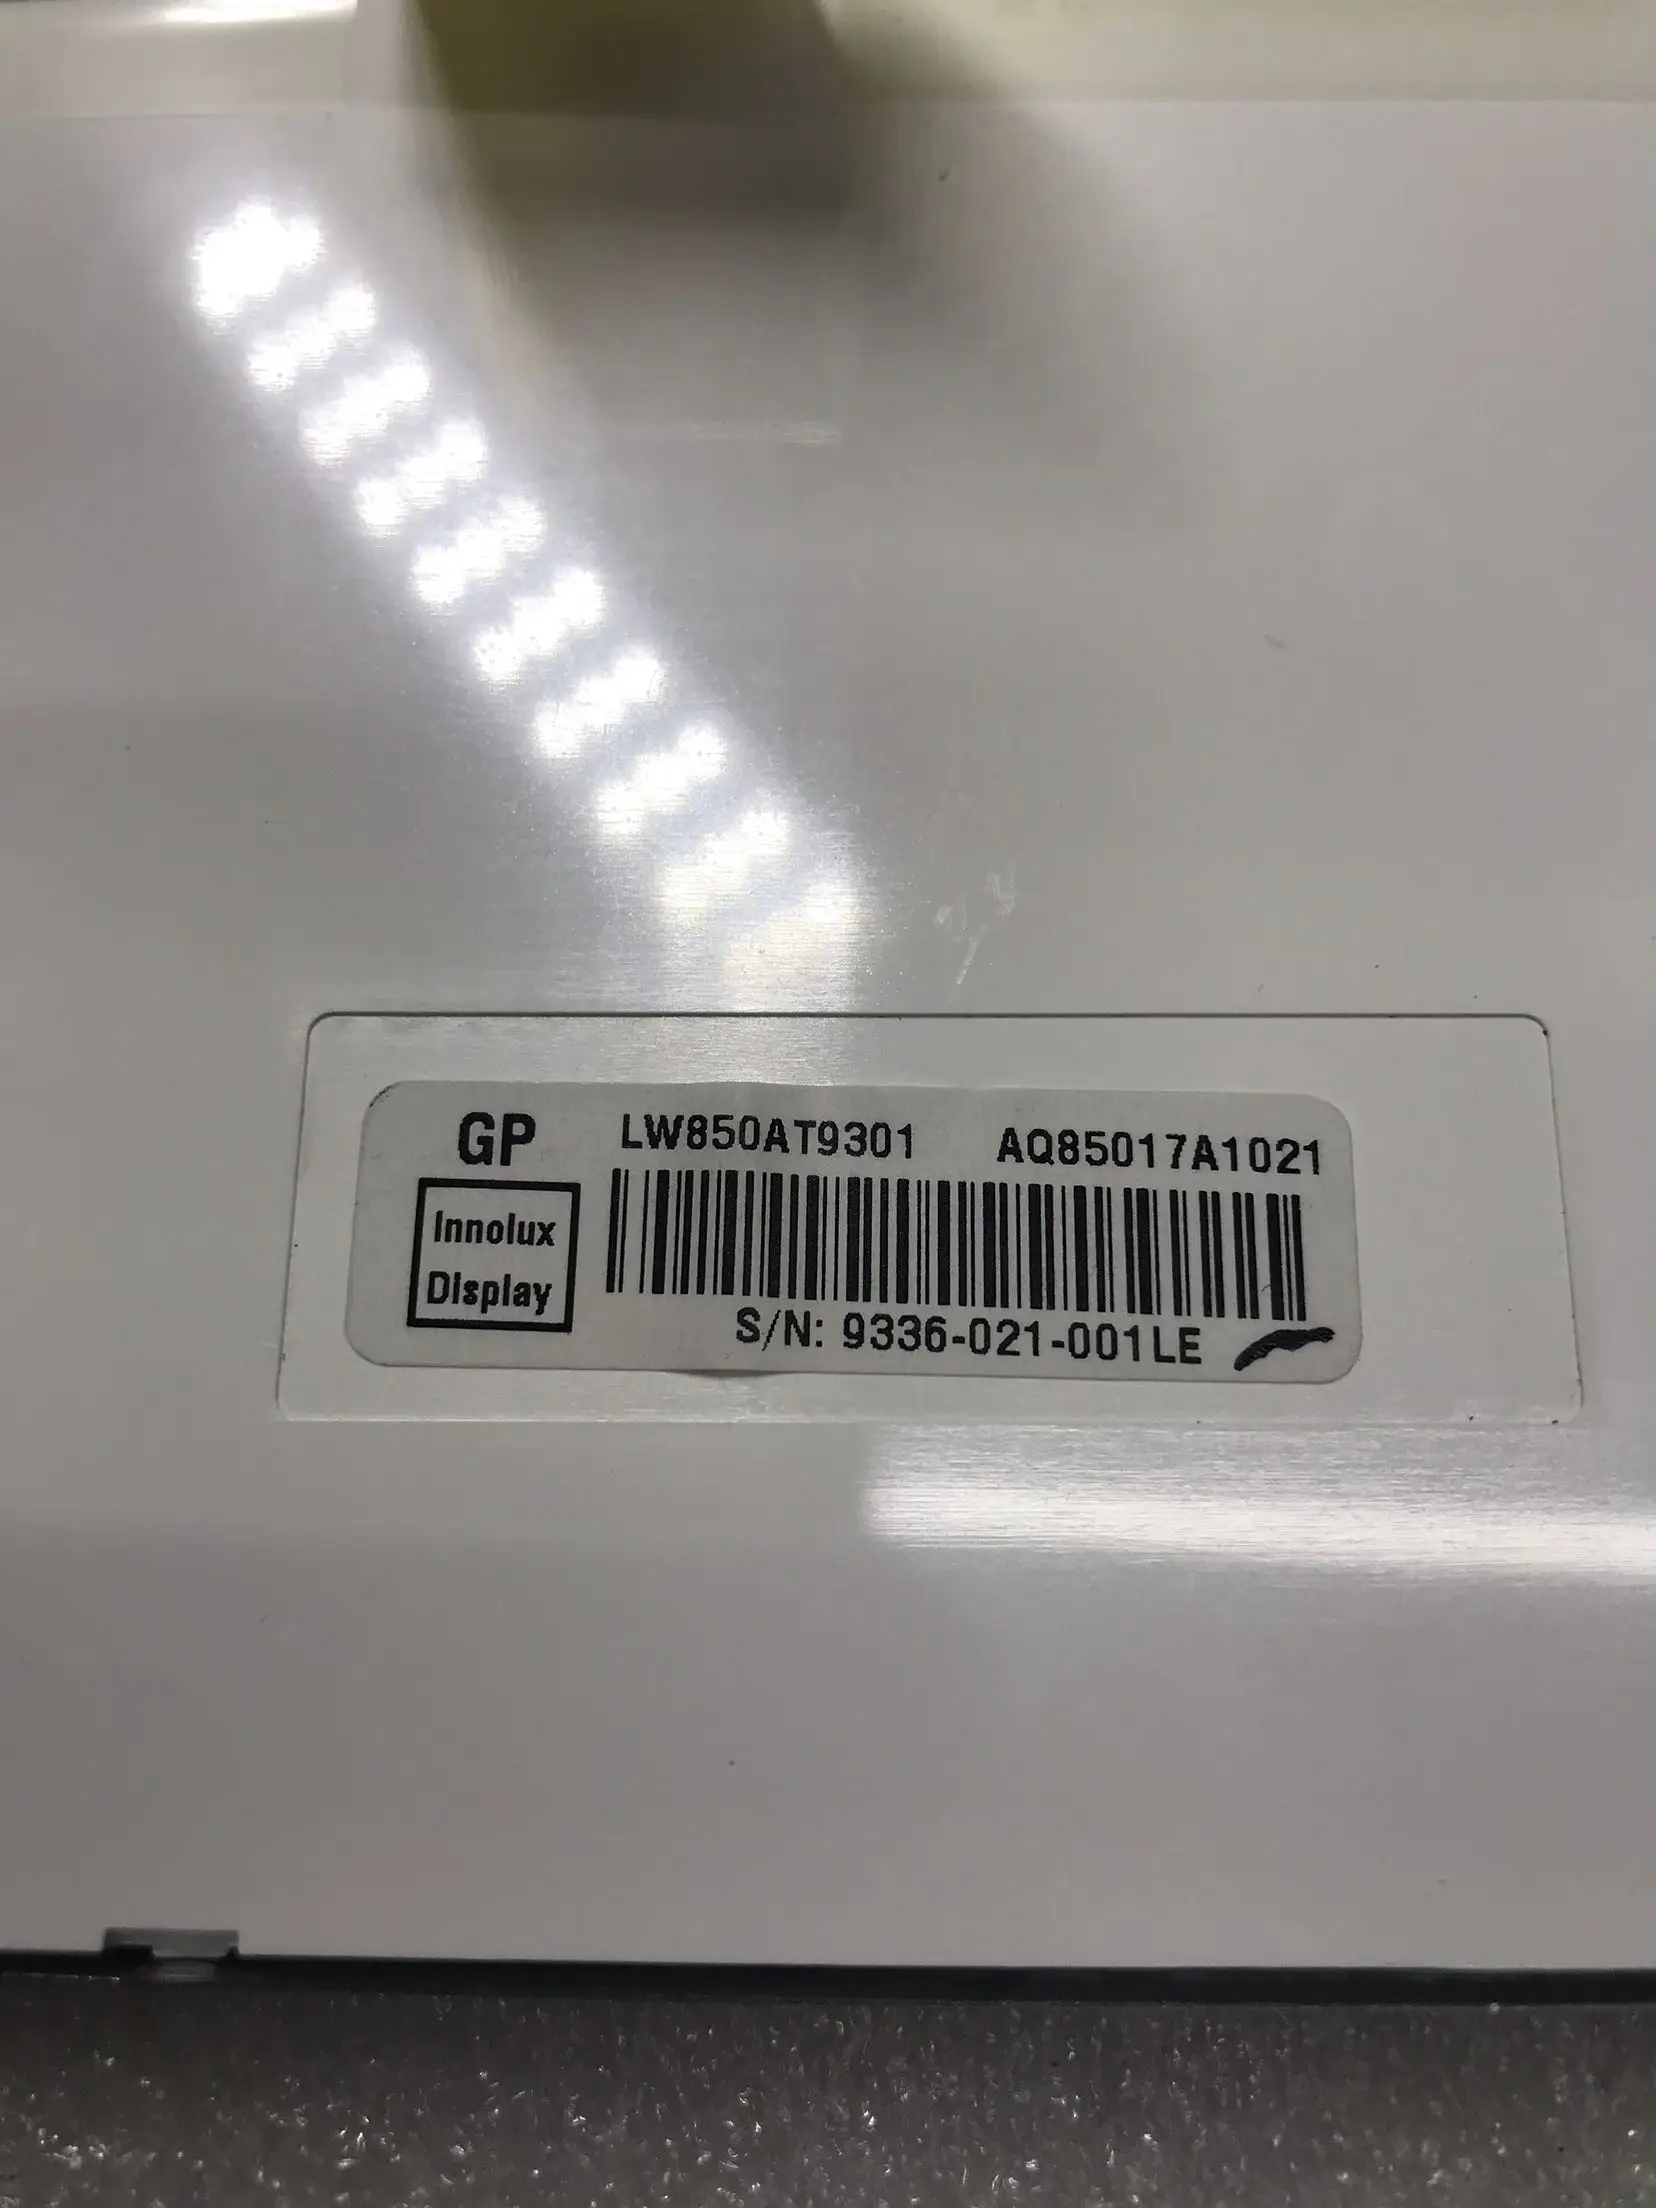 GP LW850AT9301 AQ85017A1021
Innolux
Display
S/N: 9336-021-001LE